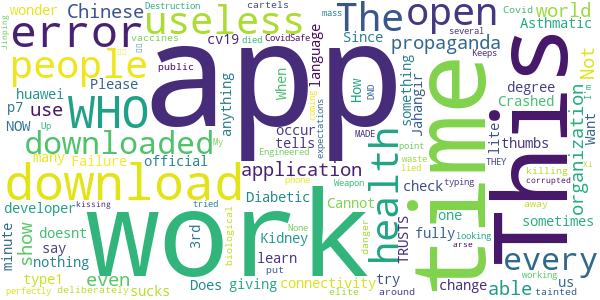 Jinping
Destruction
cartels
mass
Covid
Chinese
wonder
useless
The
open
world
error
vaccines
CovidSafe
died
several
Asthmatic
Since
cv19
propaganda
Keeps
people
public
language
When
How
DND
MADE
I'm
Not
Please
huawei
WHO
app
This
time
something
Jahangir
degree
Crashed
p7
use
anything
coming
expectations
NOW
Up
My
downloaded
occur
tells
Engineered
lite
thumbs
Want
many
Failure
official
application
health
organization
point
THEY
killing
Xi
download
work
waste
lied
corrupted
developer
kissing
tried
Diabetic
Cannot
check
typing
away
show
doesnt
phone
Weapon
TRUSTS
one
sometimes
minute
say
3rd
biological
Kidney
None
danger
fully
looking
arse
every
nothing
Does
giving
learn
put
connectivity
change
working
us
type1
even
try
able
perfectly
deliberately
sucks
elite
around
tainted